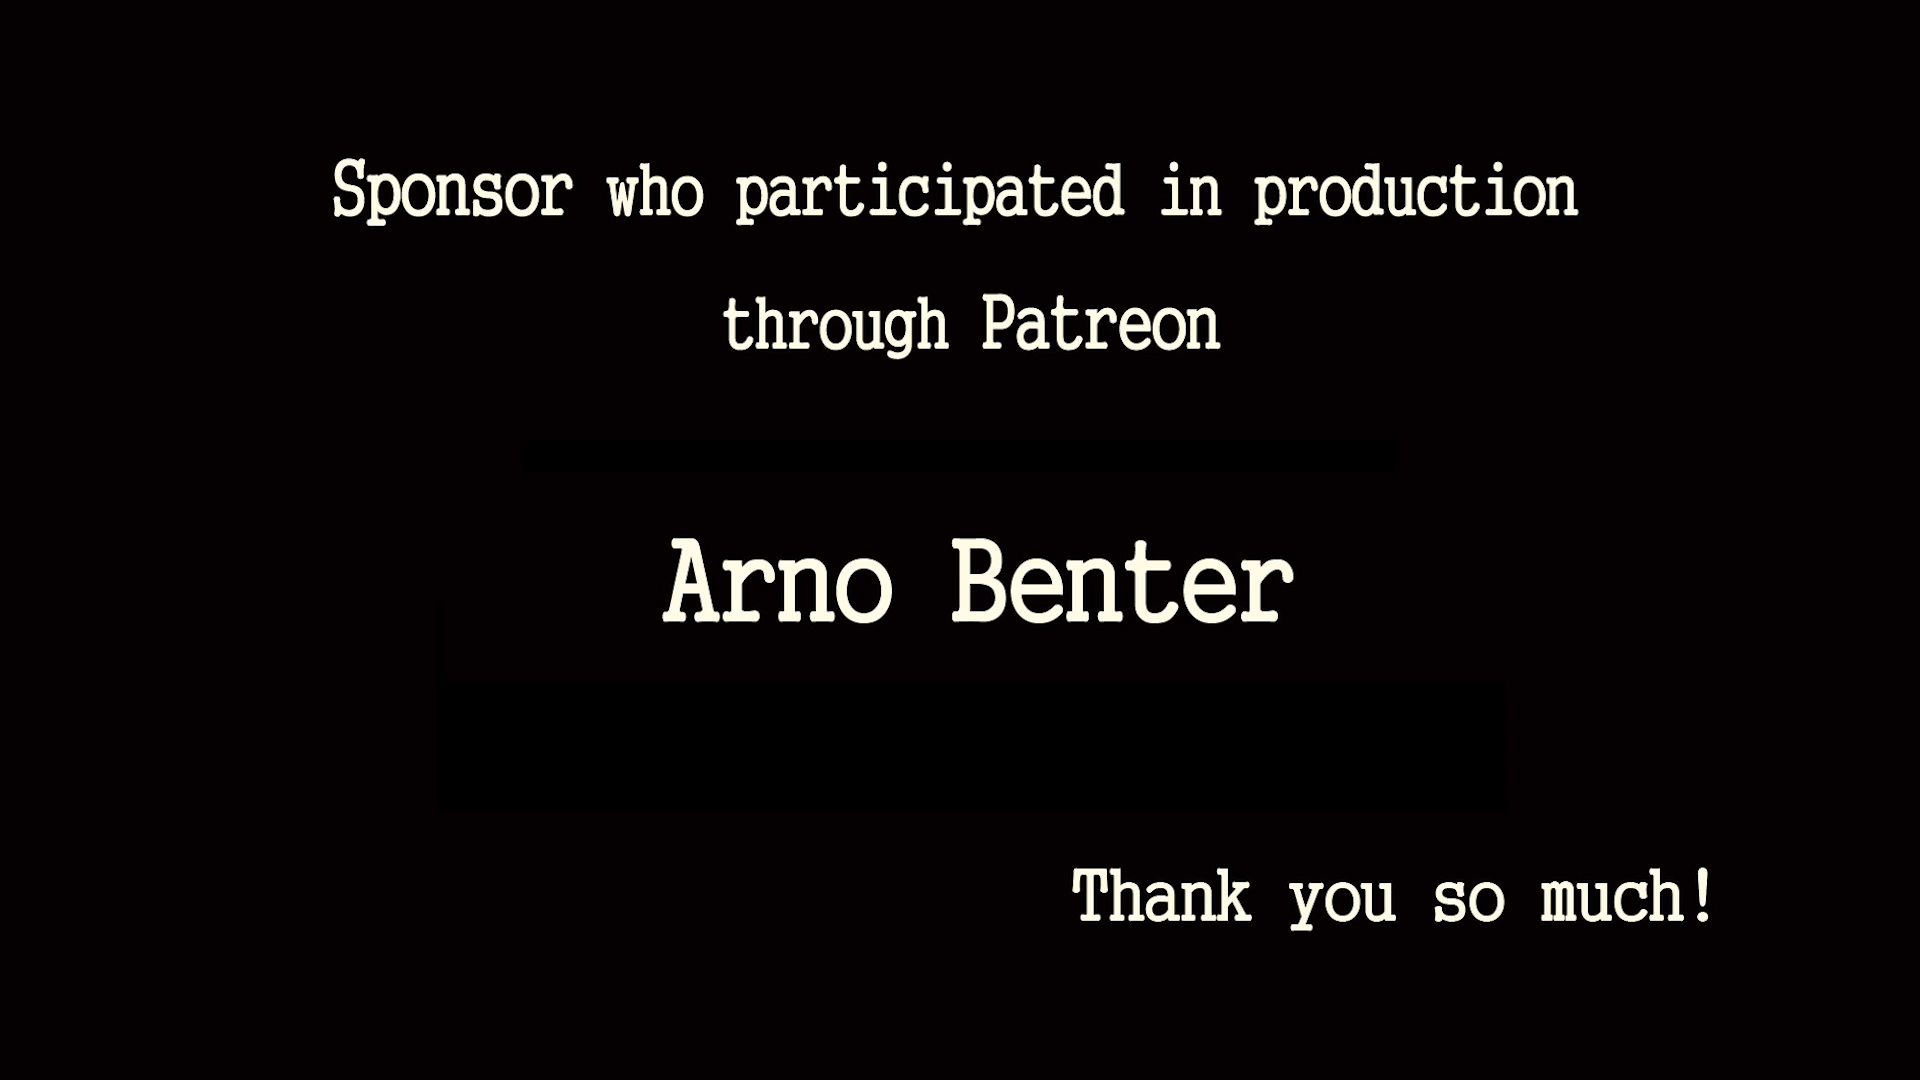 Sponsor who participated in production
through Patreon
Arno Benter
Thank you so much!